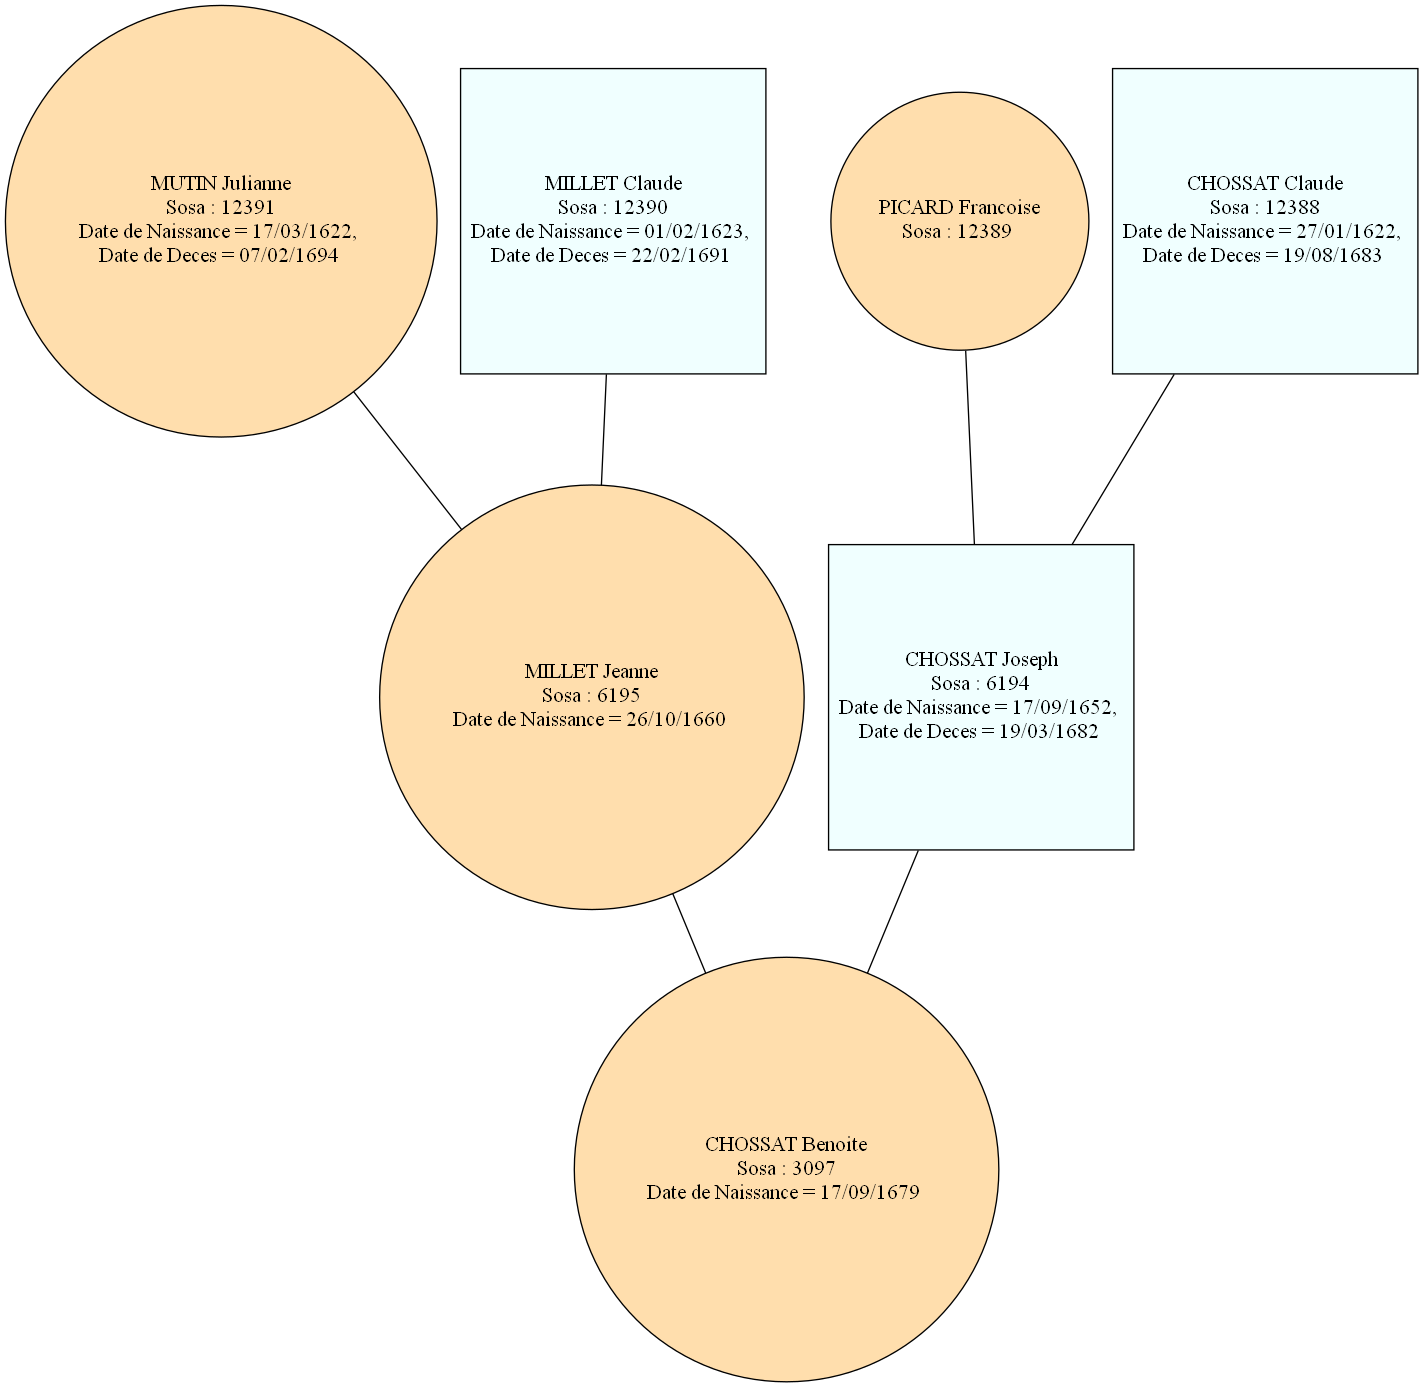 MUTIN Julianne
Sosa : 12391
Date de Naissance = 17/03/1622,
Date de Deces = 07/02/1694
MILLET Claude
Sosa : 12390
Date de Naissance = 01/02/1623,
Date de Deces = 22/02/1691
PICARD Francoise
Sosa : 12389
CHOSSAT Claude
Sosa : 12388
Date de Naissance = 27/01/1622,
Date de Deces = 19/08/1683
MILLET Jeanne
Sosa : 6195
Date de Naissance = 26/10/1660
CHOSSAT Joseph
Sosa : 6194
Date de Naissance = 17/09/1652,
Date de Deces = 19/03/1682
CHOSSAT Benoite
Sosa : 3097
Date de Naissance = 17/09/1679